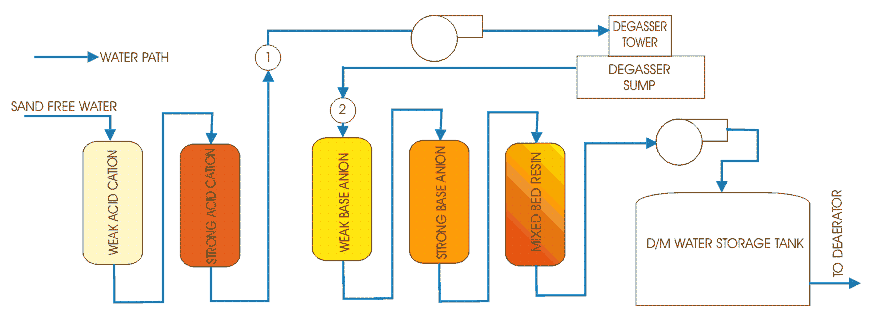 DEGASSER
TOWER
1
WATER PATH
DEGASSER
SUMP
SAND FREE WATER
2
WEAK ACID CATION
STRONG ACID CATION
WEAK BASE ANION
STRONG BASE ANION
MIXED BED RESIN
D/M WATER STORAGE TANK
TO DEAERATOR